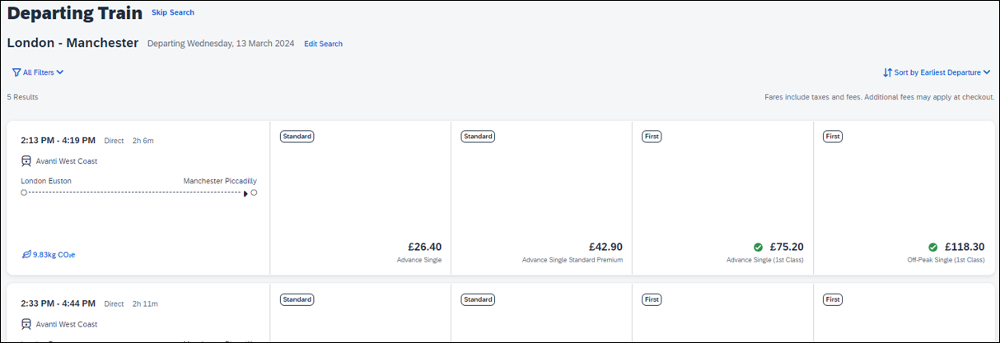 Departing Train Skip Search
London - Manchester Departing Wednesday, 13 March 2024 Edit Search
All Filters Sort by Earliest Departure
5 Results Fares include taxes and fees. Additional fees may apply at checkout.
2:13 PM - 4:19 PM Direct 2h 6m Standard Standard First First
Avanti West Coast
London Euston Manchester Piccadilly
£26.40 £42.90 £75.20 £118.30
9.83kg CO₂e Advance Single Advance Single Standard Premium Advance Single (1st Class) Off-Peak Single (1st Class)
2:33 PM - 4:44 PM Direct 2h 11m Standard Standard First First
Avanti West Coast